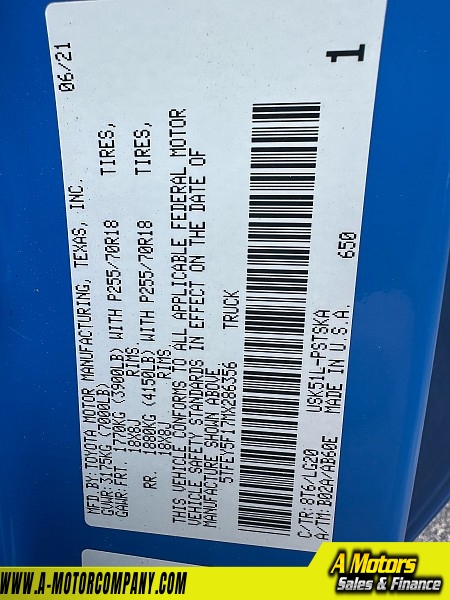 MFD.BY:TOYOTA MOTOR MANUFACTURING, TEXAS, INC. 06/21
GVWR:3175KG (7000LB)
GAWR: FRT. 1770KG (3900LB) WITH P255/70R18 TIRES,
18X8J RIMS,
RR. 1880KG (4150LB) WITH P255/70R18 TIRES,
18X8J RIMS
THIS VEHICLE CONFORMS TO ALL APPLICABLE FEDERAL MOTOR
VEHICLE SAFETY STANDARDS IN EFFECT ON THE DATE OF
MANUFACTURE SHOWN ABOVE.
5TFEY5F17MX286356 TRUCK
C/TR: 8T6/LG20 USK51L-PSTSKA 650
A/TM: B02A/AB60E MADE IN U.S.A. 1
WWW.A-MOTORCOMPANY.COM
A Motors
Sales & Finance